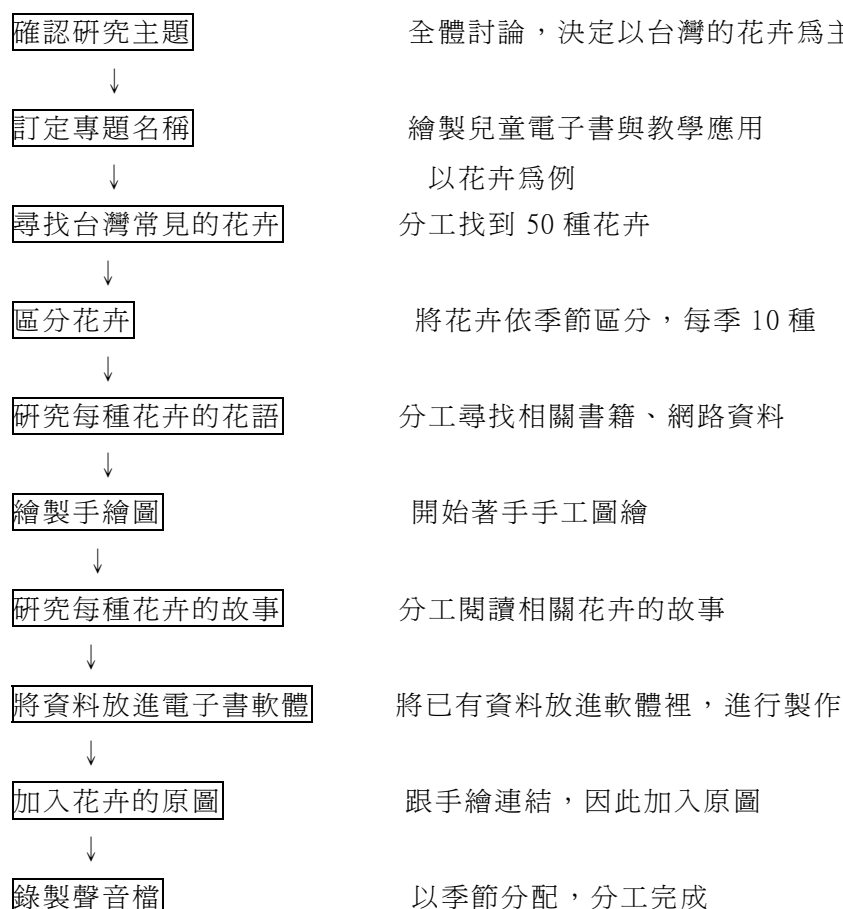 確認研究主題 全體討論，決定以台灣的花卉為主
↓
訂定專題名稱 繪製兒童電子書與教學應用
↓ 以花卉為例
尋找台灣常見的花卉 分工找到 50 種花卉
↓
區分花卉 將花卉依季節區分，每季 10 種
↓
研究每種花卉的花語 分工尋找相關書籍、網路資料
↓
繪製手繪圖 開始著手手工圖繪
↓
研究每種花卉的故事 分工閱讀相關花卉的故事
↓
將資料放進電子書軟體 將已有資料放進軟體裡，進行製作
↓
加入花卉的原圖 跟手繪連結，因此加入原圖
↓
錄製聲音檔 以季節分配，分工完成